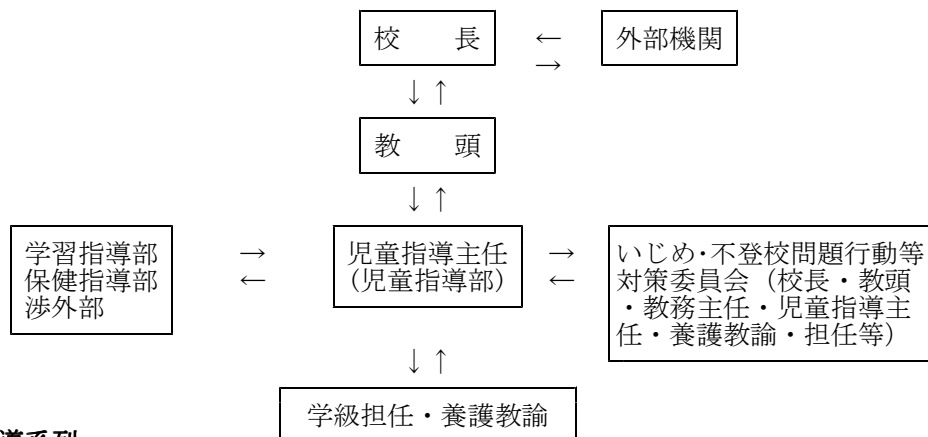 校　長 ← 外部機関
→
↓ ↑
教　頭
↓ ↑
学習指導部
保健指導部
渉外部
→
←
児童指導主任
(児童指導部)
→
←
いじめ・不登校問題行動等
対策委員会（校長・教頭
・教務主任・児童指導主
任・養護教諭・担任等）
↓ ↑
学級担任・養護教諭